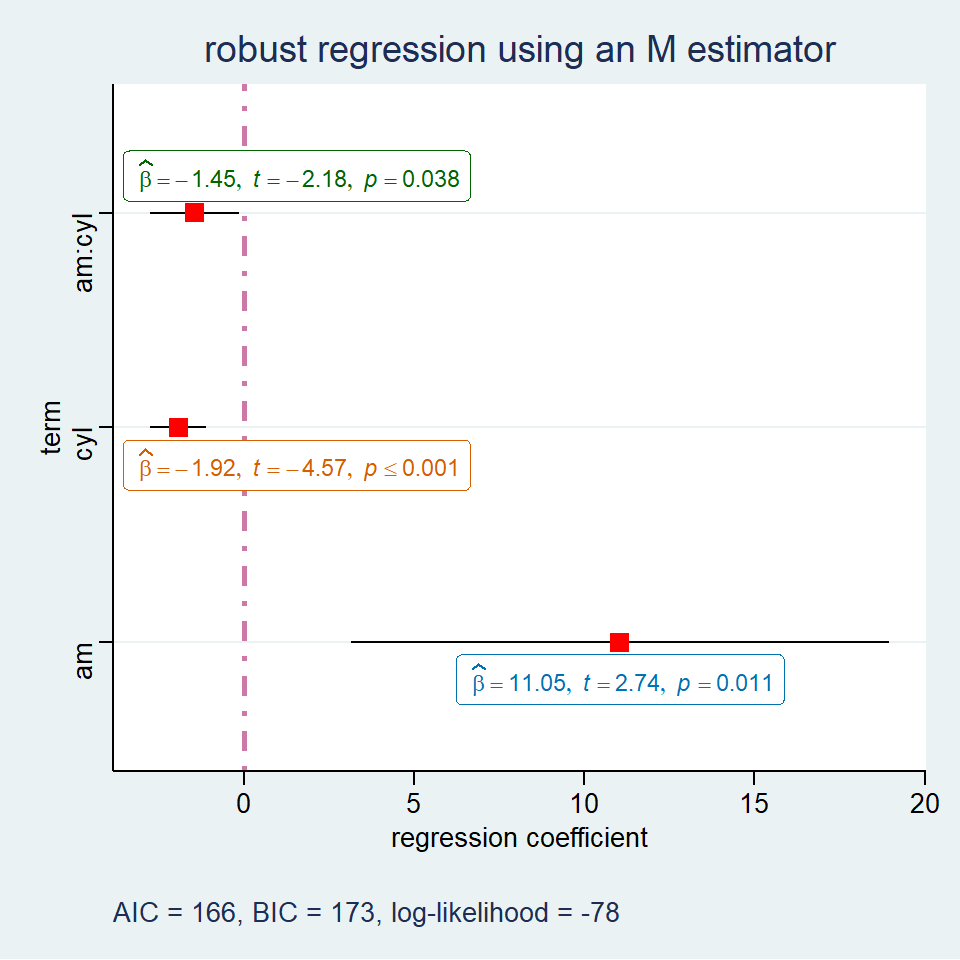 robust regression using an M estimator
β̂ = −1.45, t = −2.18, p = 0.038
am:cyl
term
cyl
β̂ = −1.92, t = −4.57, p ≤ 0.001
am
β̂ = 11.05, t = 2.74, p = 0.011
0 5 10 15 20
regression coefficient
AIC = 166, BIC = 173, log-likelihood = -78